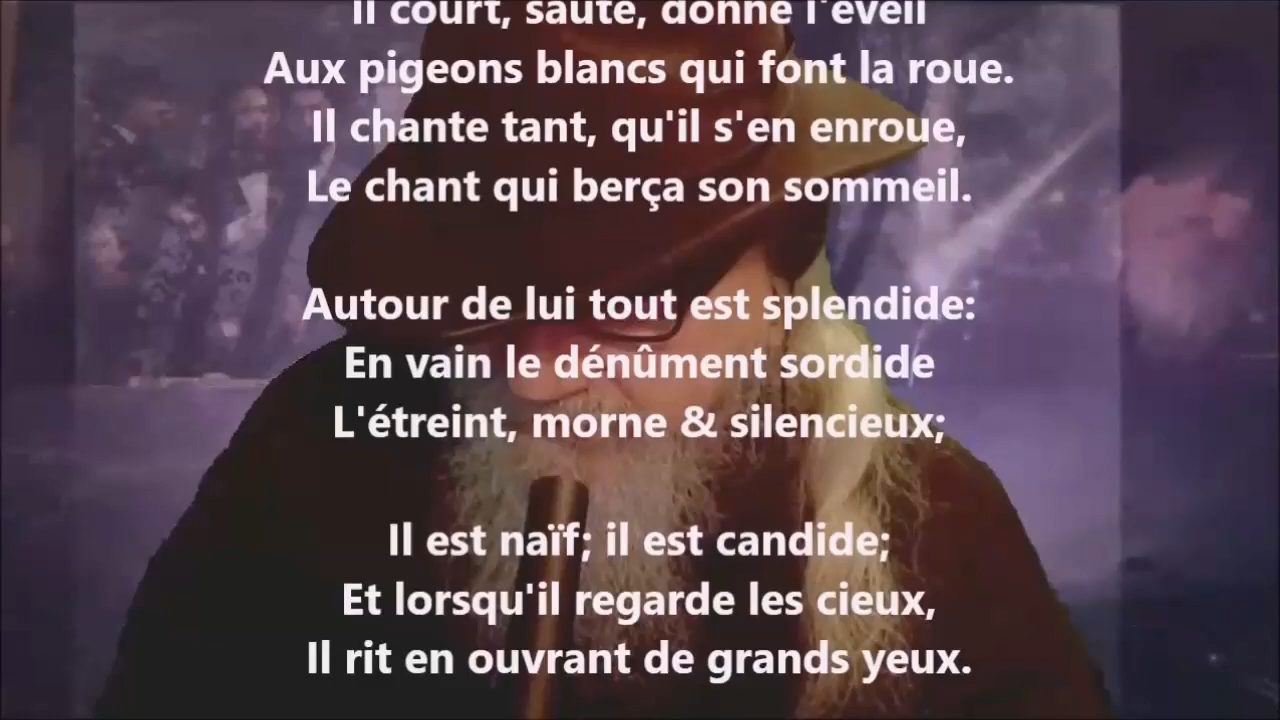 Il court, saute, donne l'éveil
Aux pigeons blancs qui font la roue.
Il chante tant, qu'il s'en enroue,
Le chant qui berça son sommeil.
Autour de lui tout est splendide:
En vain le dénûment sordide
L'étreint, morne & silencieux;
Il est naïf; il est candide;
Et lorsqu'il regarde les cieux,
Il rit en ouvrant de grands yeux.